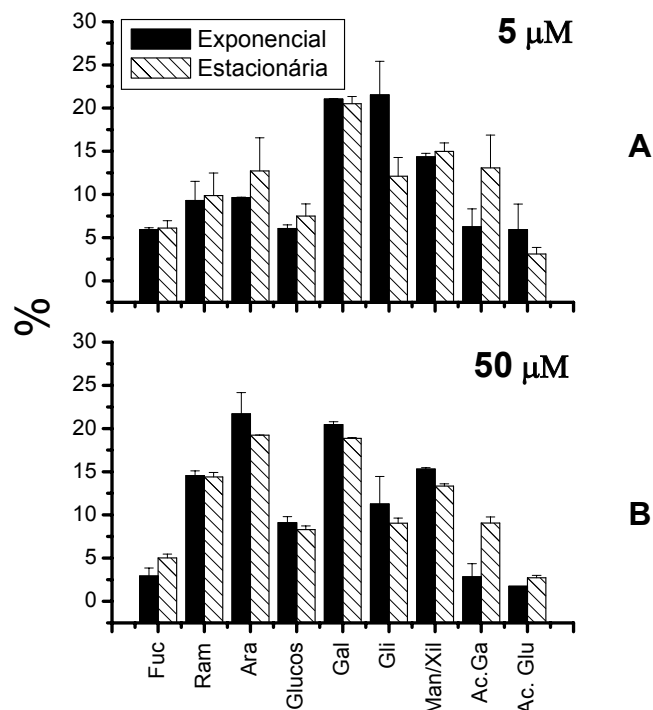 5 μM
Exponencial
Estacionária
A
30
25
20
15
10
5
0
%
50 μM
B
30
25
20
15
10
5
0
Fuc
Ram
Ara
Glucos
Gal
Gli
Man/Xil
Ac.Ga
Ac. Glu